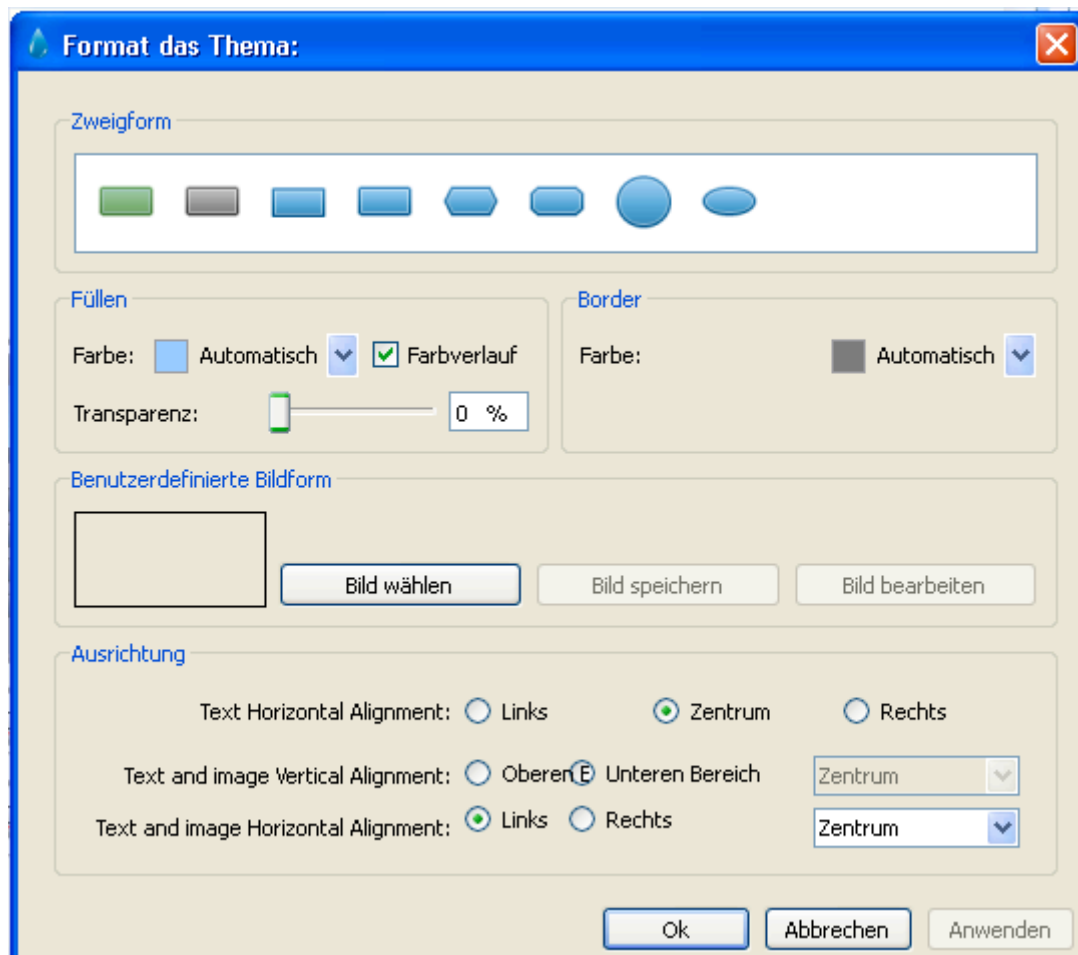 Format das Thema:
Zweigform
Füllen
Farbe: Automatisch Farbverlauf
Transparenz: 0 %
Border
Farbe: Automatisch
Benutzerdefinierte Bildform
Bild wählen Bild speichern Bild bearbeiten
Ausrichtung
Text Horizontal Alignment: Links Zentrum Rechts
Text and image Vertical Alignment: Oberen E Unteren Bereich Zentrum
Text and image Horizontal Alignment: Links Rechts Zentrum
Ok Abbrechen Anwenden